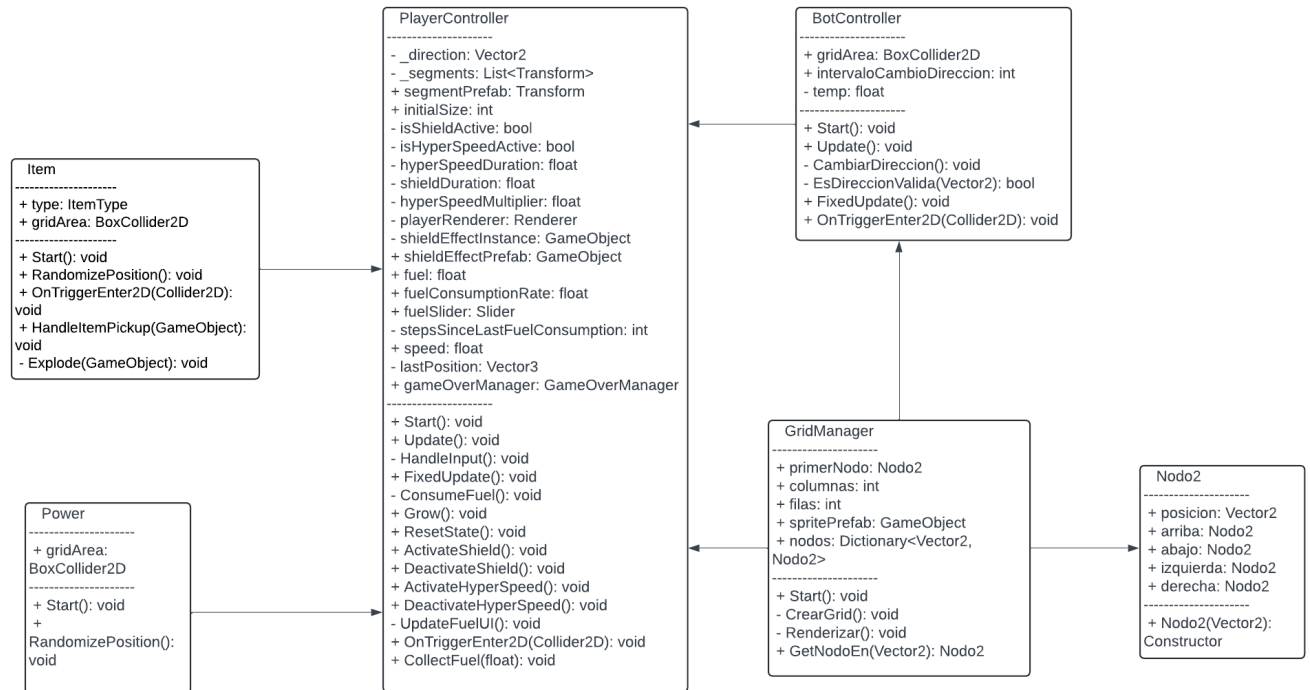 PlayerController
---------------------
- _direction: Vector2
- _segments: List<Transform>
+ segmentPrefab: Transform
+ initialSize: int
- isShieldActive: bool
- isHyperSpeedActive: bool
- hyperSpeedDuration: float
- shieldDuration: float
- hyperSpeedMultiplier: float
- playerRenderer: Renderer
- shieldEffectInstance: GameObject
+ shieldEffectPrefab: GameObject
+ fuel: float
+ fuelConsumptionRate: float
+ fuelSlider: Slider
- stepsSinceLastFuelConsumption: int
+ speed: float
- lastPosition: Vector3
+ gameOverManager: GameOverManager
---------------------
+ Start(): void
+ Update(): void
- HandleInput(): void
+ FixedUpdate(): void
- ConsumeFuel(): void
+ Grow(): void
+ ResetState(): void
+ ActivateShield(): void
+ DeactivateShield(): void
+ ActivateHyperSpeed(): void
+ DeactivateHyperSpeed(): void
- UpdateFuelUI(): void
+ OnTriggerEnter2D(Collider2D): void
+ CollectFuel(float): void
BotController
---------------------
+ gridArea: BoxCollider2D
+ intervaloCambioDireccion: int
- temp: float
---------------------
+ Start(): void
+ Update(): void
- CambiarDireccion(): void
- EsDireccionValida(Vector2): bool
+ FixedUpdate(): void
+ OnTriggerEnter2D(Collider2D): void
Item
---------------------
+ type: ItemType
+ gridArea: BoxCollider2D
---------------------
+ Start(): void
+ RandomizePosition(): void
+ OnTriggerEnter2D(Collider2D):
void
+ HandleItemPickup(GameObject):
void
- Explode(GameObject): void
GridManager
---------------------
+ primerNodo: Nodo2
+ columnas: int
+ filas: int
+ spritePrefab: GameObject
+ nodos: Dictionary<Vector2,
Nodo2>
---------------------
+ Start(): void
- CrearGrid(): void
- Renderizar(): void
+ GetNodoEn(Vector2): Nodo2
Nodo2
---------------------
+ posicion: Vector2
+ arriba: Nodo2
+ abajo: Nodo2
+ izquierda: Nodo2
+ derecha: Nodo2
---------------------
+ Nodo2(Vector2):
Constructor
Power
---------------------
+ gridArea:
BoxCollider2D
---------------------
+ Start(): void
+
RandomizePosition():
void